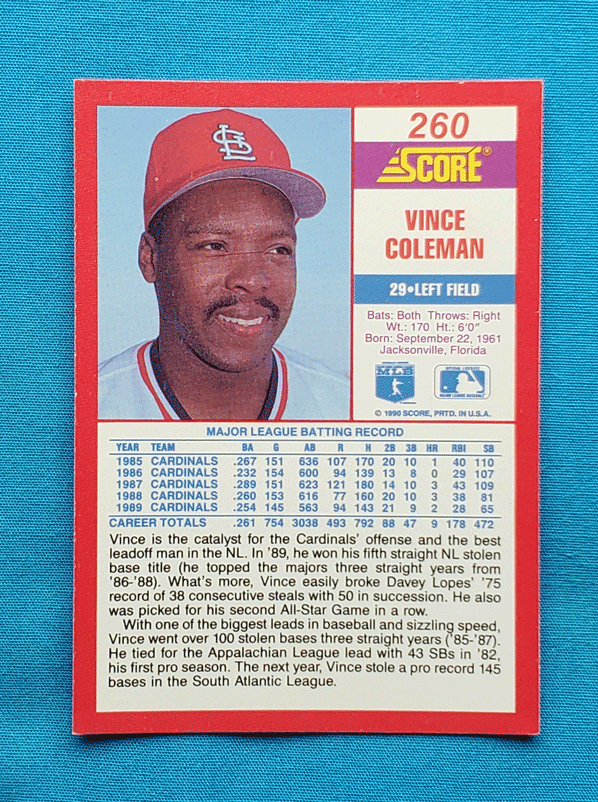 StL
260
SCORE®
VINCE
COLEMAN
29•LEFT FIELD
Bats: Both Throws: Right
Wt.: 170 Ht.: 6'0"
Born: September 22, 1961
Jacksonville, Florida
MLS
MAJOR LEAGUE BASEBALL
© 1990 SCORE, PRTD. IN U.S.A.
MAJOR LEAGUE BATTING RECORD
YEAR TEAM BA G AB R H 2B 3B HR RBI SB
1985 CARDINALS .267 151 636 107 170 20 10 1 40 110
1986 CARDINALS .232 154 600 94 139 13 8 0 29 107
1987 CARDINALS .289 151 623 121 180 14 10 3 43 109
1988 CARDINALS .260 153 616 77 160 20 10 3 38 81
1989 CARDINALS .254 145 563 94 143 21 9 2 28 65
CAREER TOTALS .261 754 3038 493 792 88 47 9 178 472
Vince is the catalyst for the Cardinals' offense and the best
leadoff man in the NL. In '89, he won his fifth straight NL stolen
base title (he topped the majors three straight years from
'86-'88). What's more, Vince easily broke Davey Lopes' '75
record of 38 consecutive steals with 50 in succession. He also
was picked for his second All-Star Game in a row.
With one of the biggest leads in baseball and sizzling speed,
Vince went over 100 stolen bases three straight years ('85-'87).
He tied for the Appalachian League lead with 43 SBs in '82,
his first pro season. The next year, Vince stole a pro record 145
bases in the South Atlantic League.